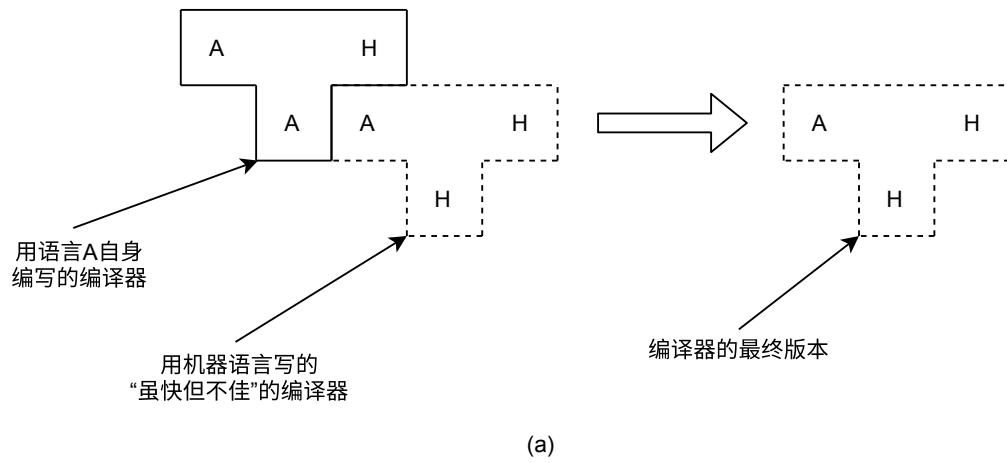 A H
A A H
A H
H
H
用语言A自身
编写的编译器
用机器语言写的
“虽快但不佳”的编译器
编译器的最终版本
(a)